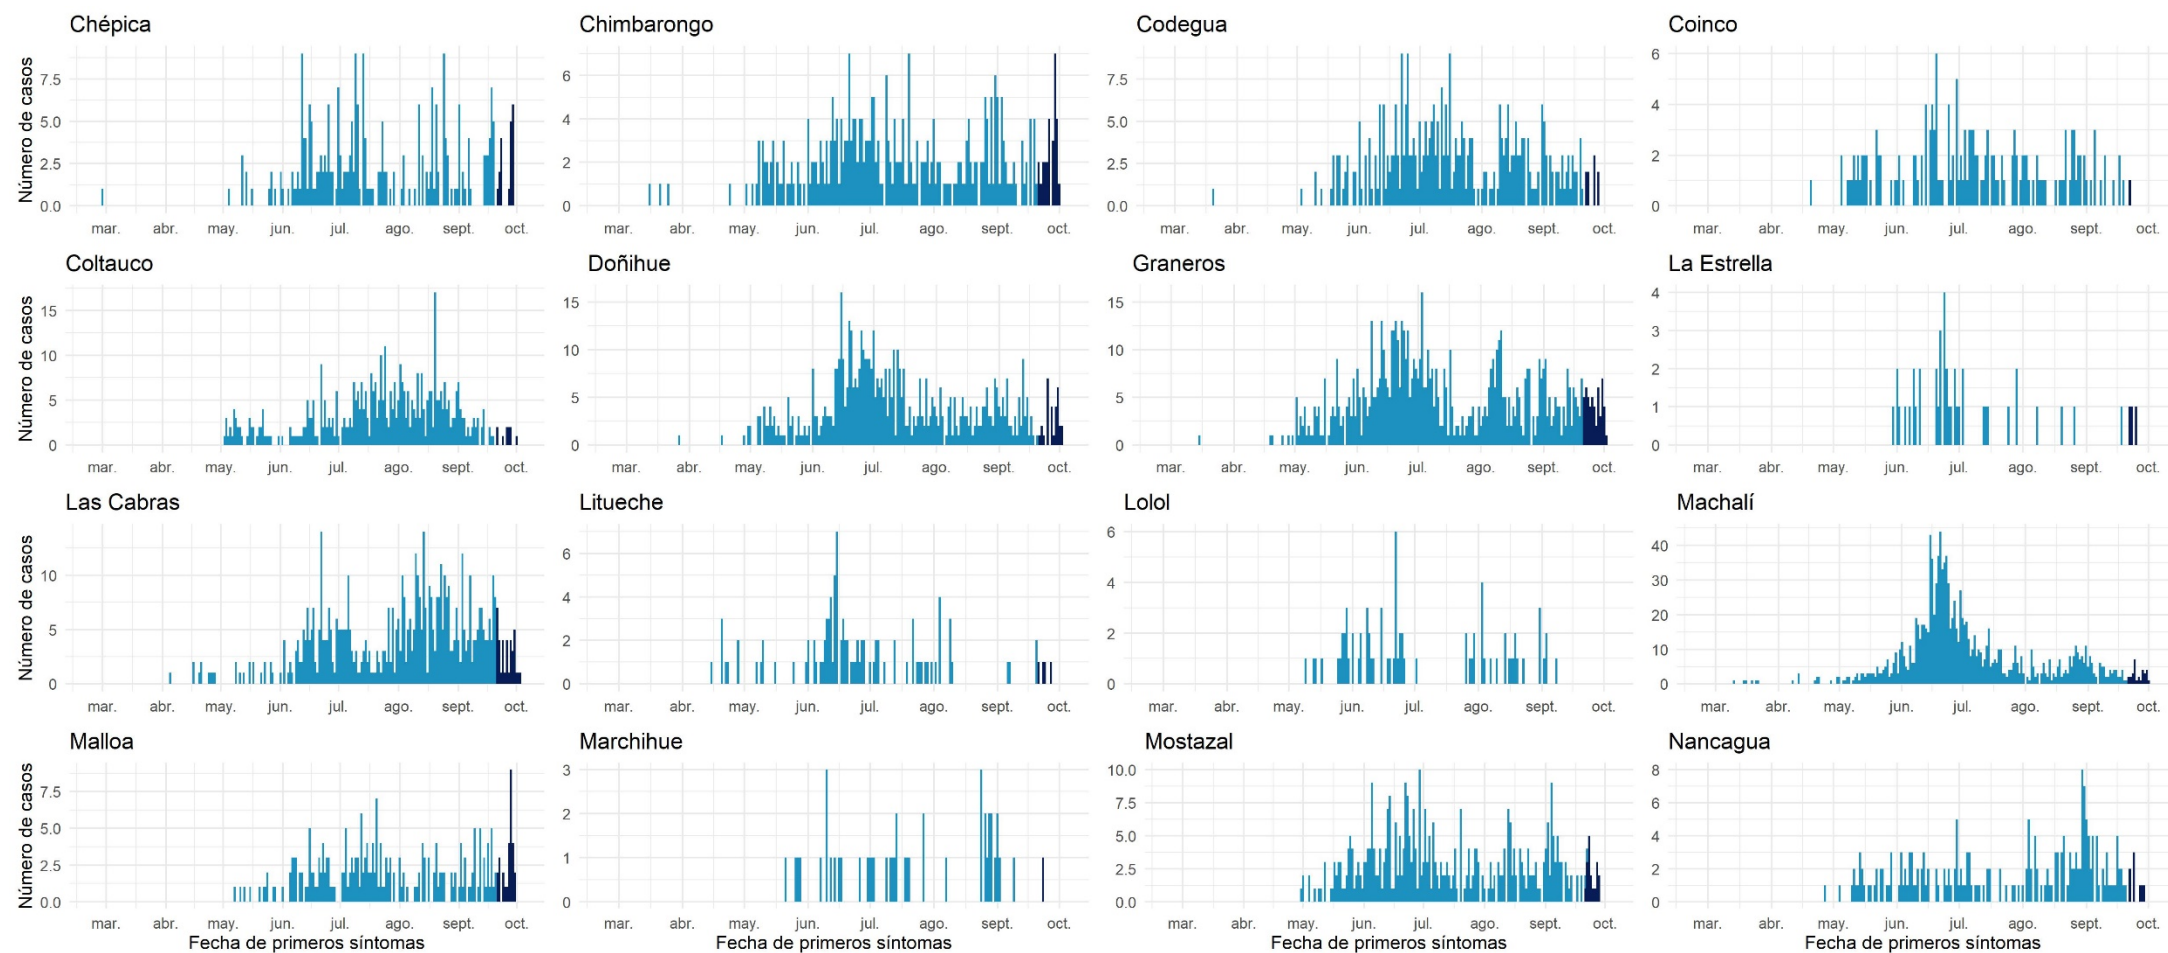 Chépica
Chimbarongo
Codegua
Coinco
Número de casos
7.5
5.0
2.5
0.0
6
4
2
0
7.5
5.0
2.5
0.0
6
4
2
0
mar. abr. may. jun. jul. ago. sept. oct.
mar. abr. may. jun. jul. ago. sept. oct.
mar. abr. may. jun. jul. ago. sept. oct.
mar. abr. may. jun. jul. ago. sept. oct.
Coltauco
Doñihue
Graneros
La Estrella
Número de casos
15
10
5
0
15
10
5
0
15
10
5
0
4
3
2
1
0
mar. abr. may. jun. jul. ago. sept. oct.
mar. abr. may. jun. jul. ago. sept. oct.
mar. abr. may. jun. jul. ago. sept. oct.
mar. abr. may. jun. jul. ago. sept. oct.
Las Cabras
Litueche
Lolol
Machalí
Número de casos
10
5
0
6
4
2
0
6
4
2
0
40
30
20
10
0
mar. abr. may. jun. jul. ago. sept. oct.
mar. abr. may. jun. jul. ago. sept. oct.
mar. abr. may. jun. jul. ago. sept. oct.
mar. abr. may. jun. jul. ago. sept. oct.
Malloa
Marchihue
Mostazal
Nancagua
Número de casos
7.5
5.0
2.5
0.0
3
2
1
0
10.0
7.5
5.0
2.5
0.0
8
6
4
2
0
mar. abr. may. jun. jul. ago. sept. oct.
mar. abr. may. jun. jul. ago. sept. oct.
mar. abr. may. jun. jul. ago. sept. oct.
mar. abr. may. jun. jul. ago. sept. oct.
Fecha de primeros síntomas
Fecha de primeros síntomas
Fecha de primeros síntomas
Fecha de primeros síntomas